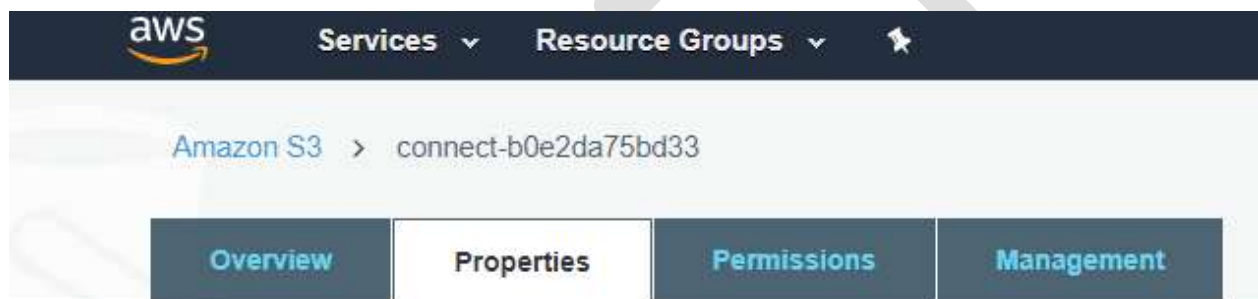 aws Services Resource Groups
Amazon S3 > connect-b0e2da75bd33
Overview Properties Permissions Management